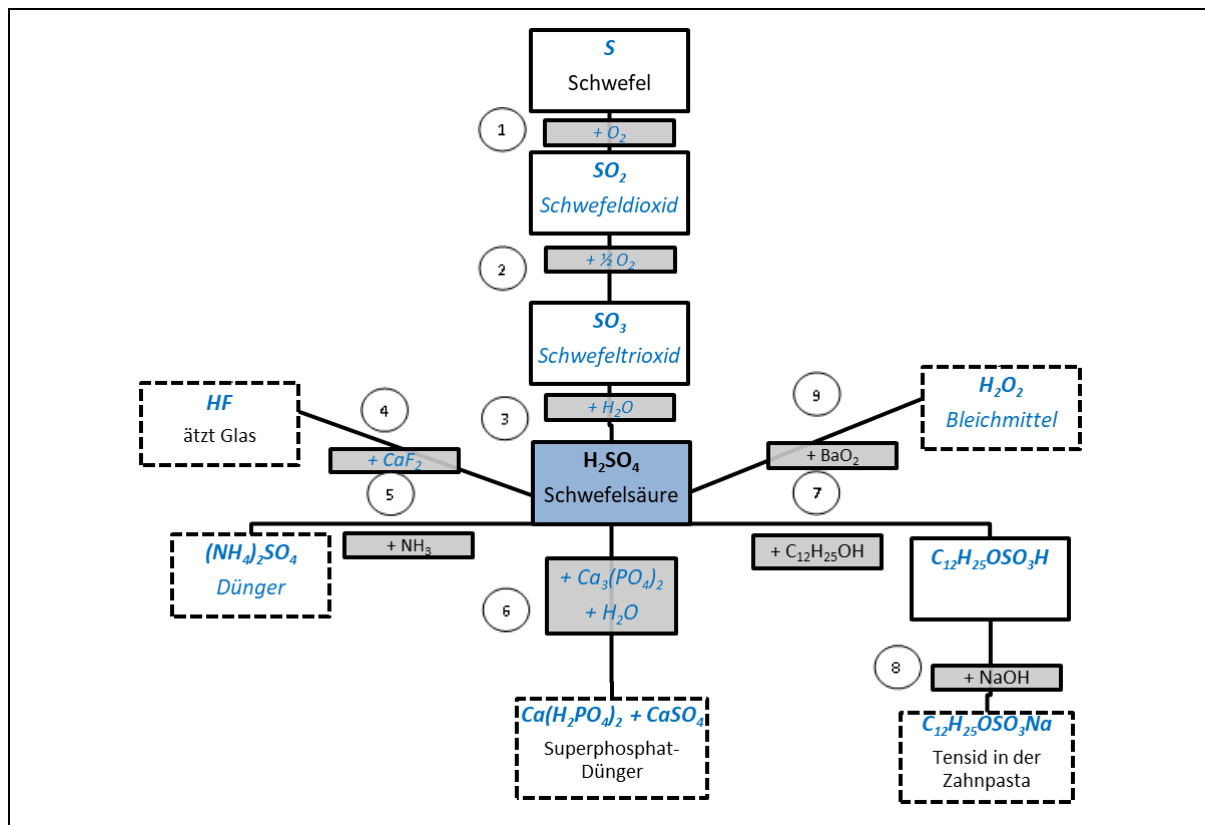 S
Schwefel
1
+ O₂
SO₂
Schwefeldioxid
2
+ ½ O₂
SO₃
Schwefeltrioxid
3
+ H₂O
H₂SO₄
Schwefelsäure
HF
ätzt Glas
4
+ CaF₂
5
(NH₄)₂SO₄
Dünger
+ NH₃
6
+ Ca₃(PO₄)₂
+ H₂O
Ca(H₂PO₄)₂ + CaSO₄
Superphosphat-
Dünger
9
H₂O₂
Bleichmittel
+ BaO₂
7
+ C₁₂H₂₅OH
C₁₂H₂₅OSO₃H
8
+ NaOH
C₁₂H₂₅OSO₃Na
Tensid in der
Zahnpasta